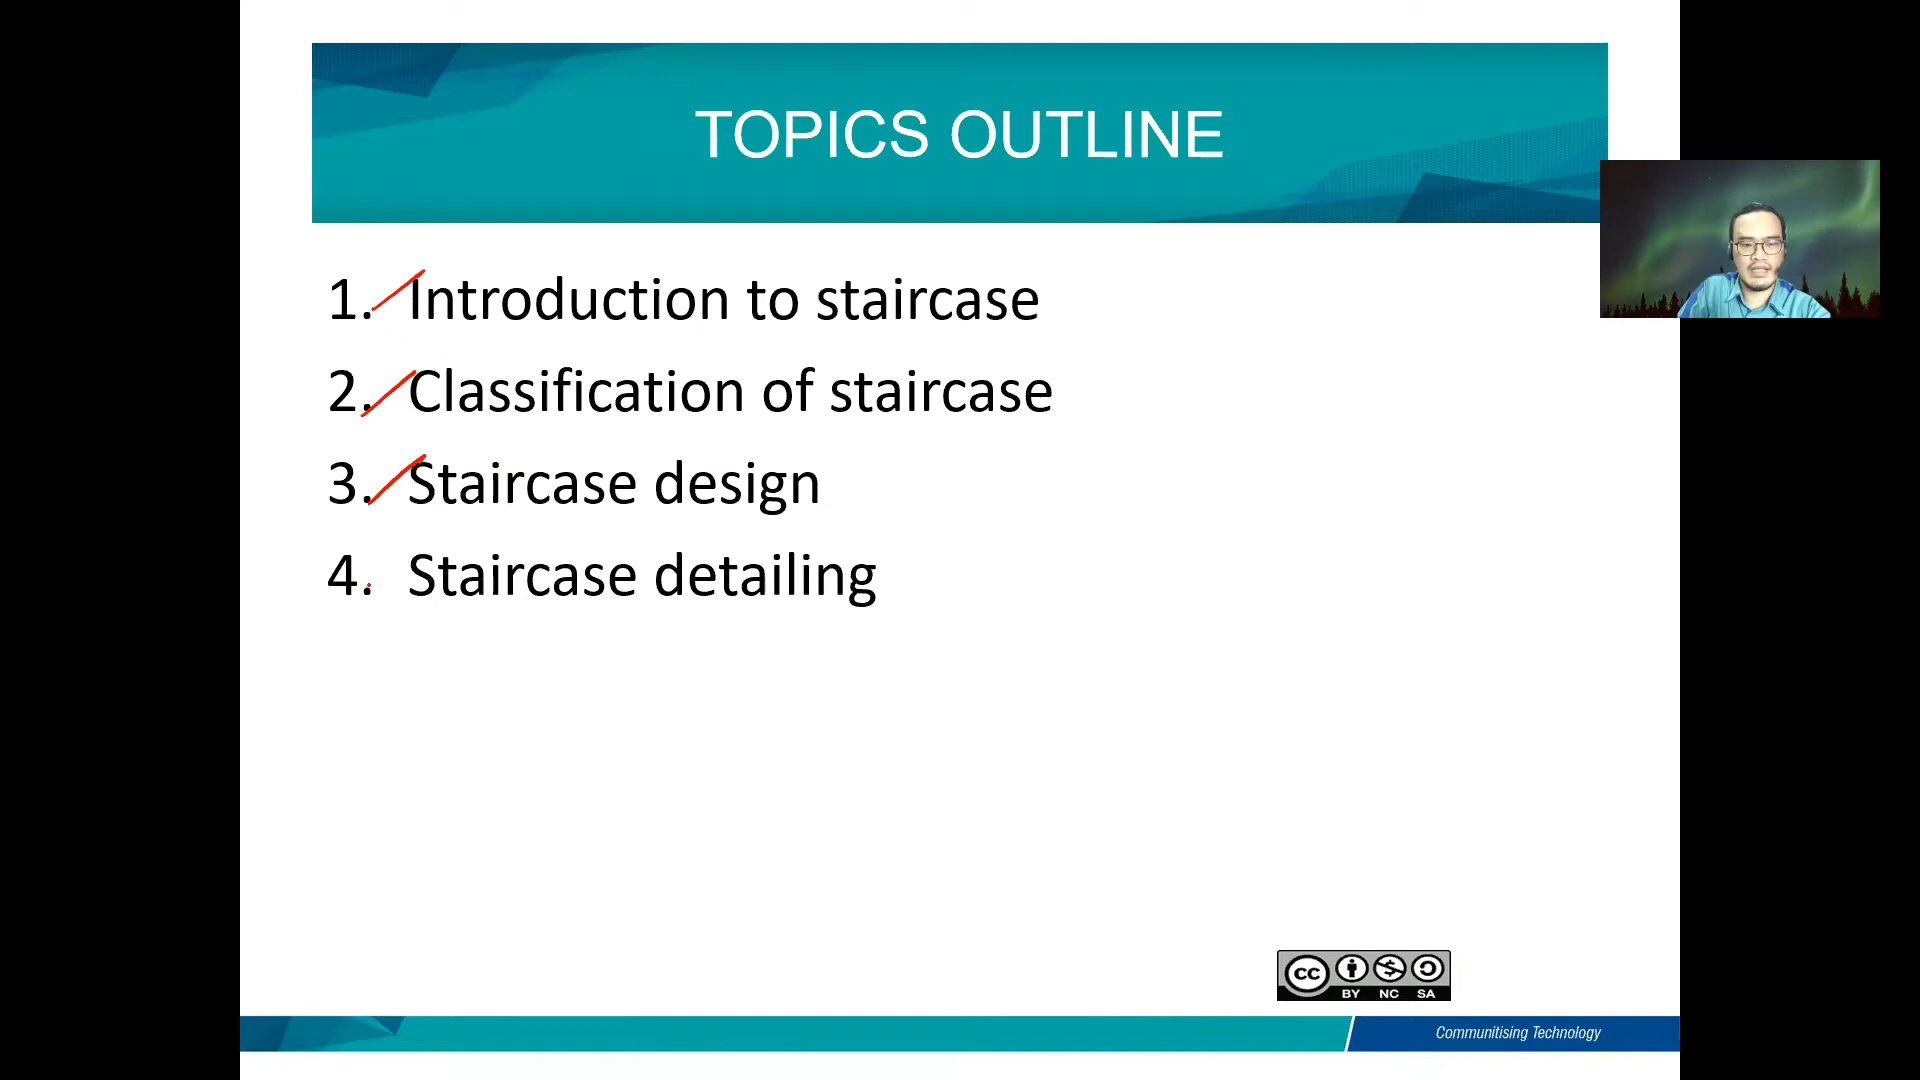 TOPICS OUTLINE
1. Introduction to staircase
2. Classification of staircase
3. Staircase design
4. Staircase detailing
cc
BY NC SA
Communitising Technology